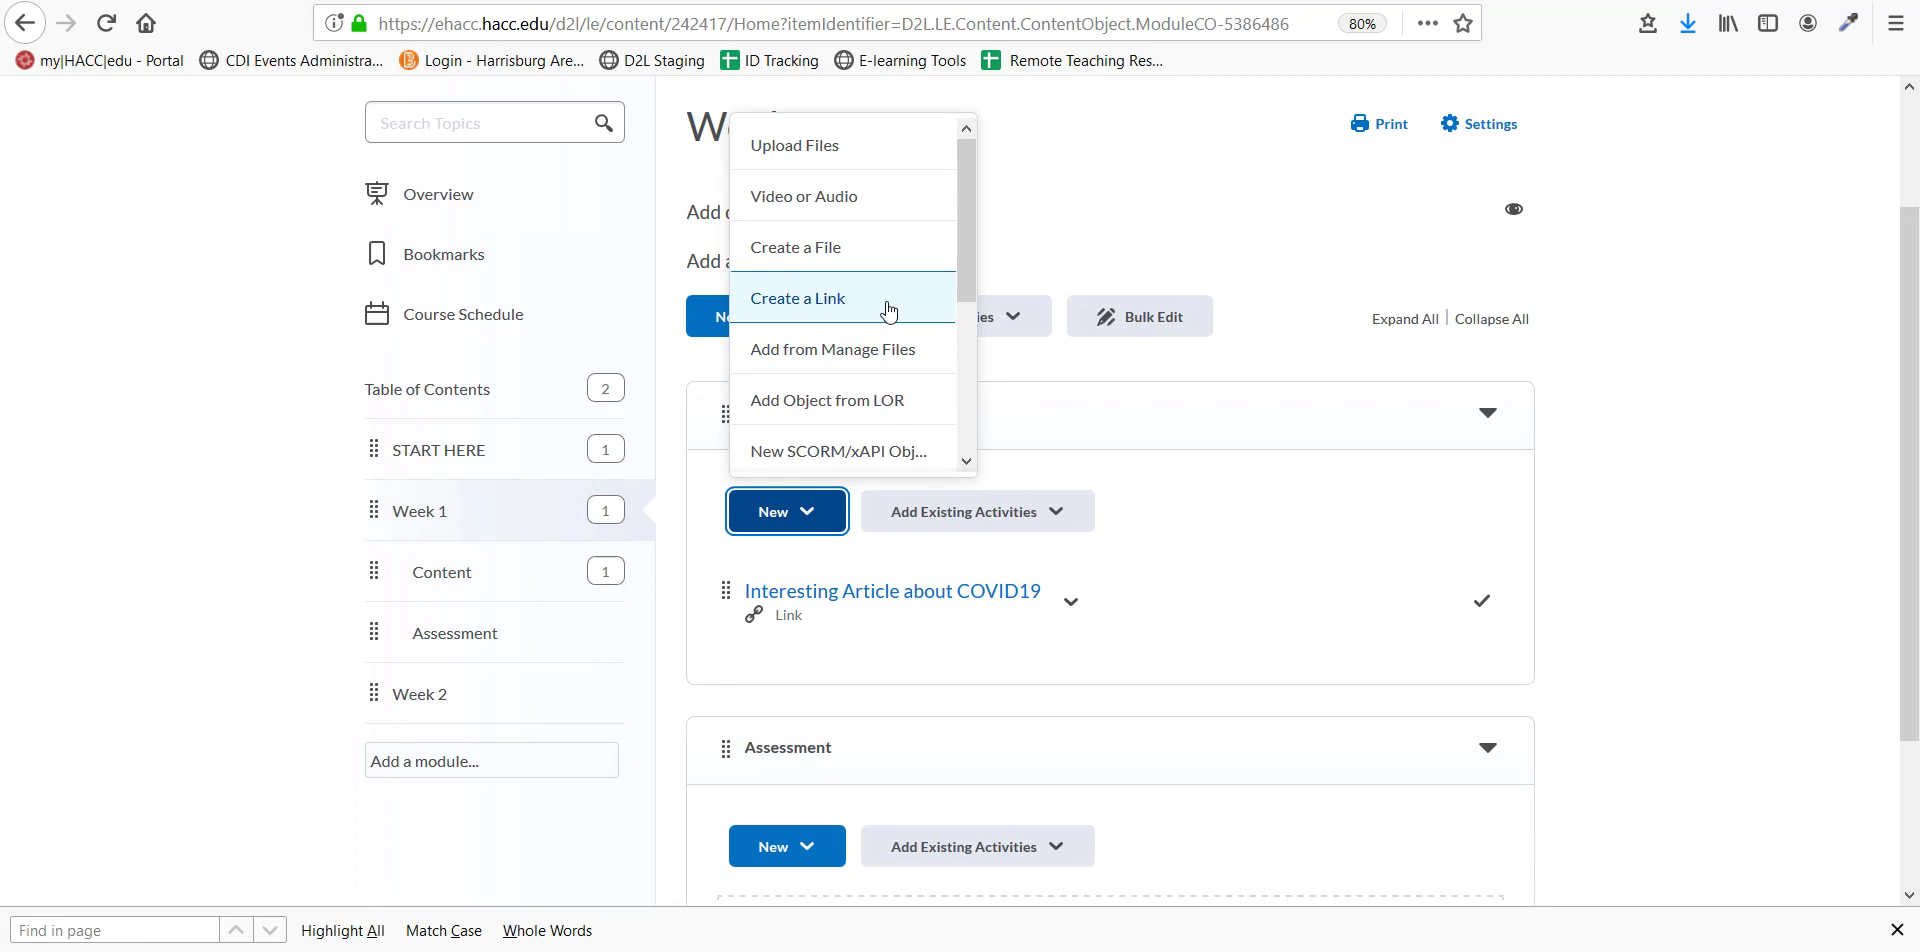 https://ehacc.hacc.edu/d2l/le/content/242417/Home?itemIdentifier=D2L.LE.Content.ContentObject.ModuleCO-5386486 80%
my|HACC|edu - Portal CDI Events Administra... Login - Harrisburg Are... D2L Staging ID Tracking E-learning Tools Remote Teaching Res...
Search Topics
Overview
Bookmarks
Course Schedule
Table of Contents 2
START HERE 1
Week 1 1
Content 1
Assessment
Week 2
Add a module...
Print Settings
Upload Files
Video or Audio
Create a File
Create a Link
Add from Manage Files
Add Object from LOR
New SCORM/xAPI Obj...
Add
Add
Bulk Edit
Expand All | Collapse All
New Add Existing Activities
Interesting Article about COVID19
Link
Assessment
New Add Existing Activities
Find in page Highlight All Match Case Whole Words